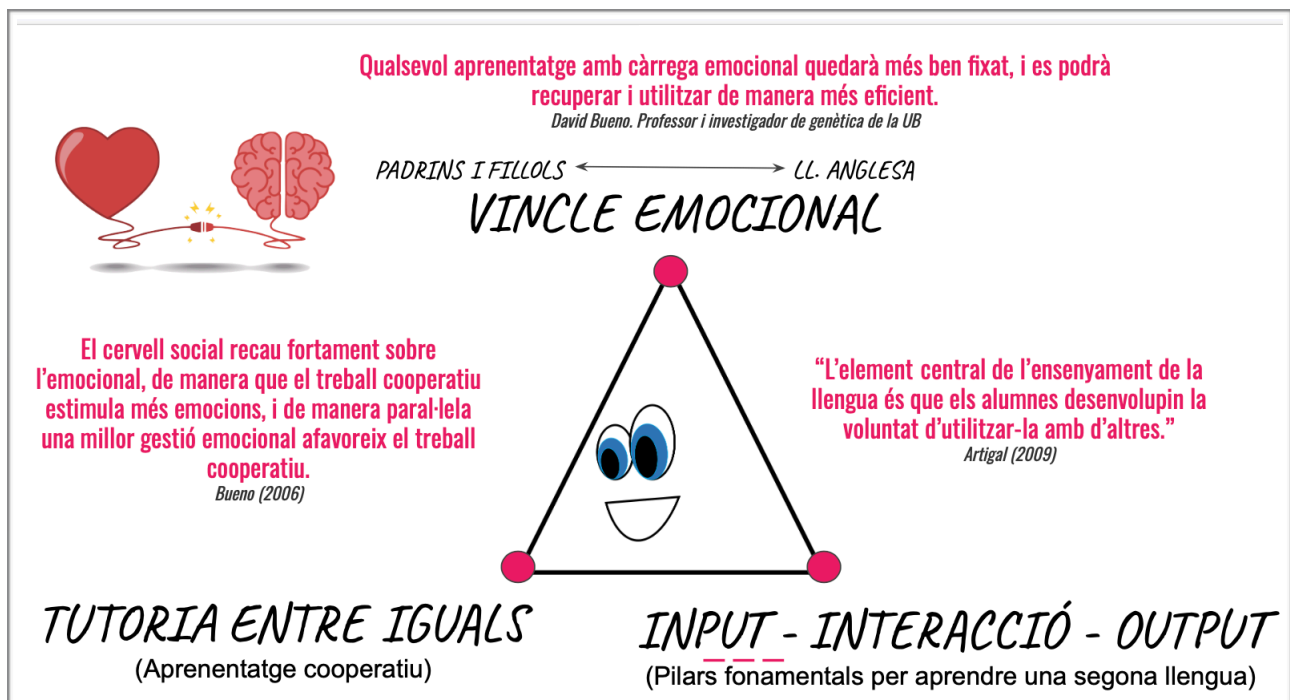 Qualsevol aprenentatge amb càrrega emocional quedarà més ben fixat, i es podrà
recuperar i utilitzar de manera més eficient.
David Bueno. Professor i investigador de genètica de la UB
PADRINS I FILLOLS LL. ANGLESA
VINCLE EMOCIONAL
El cervell social recau fortament sobre
l'emocional, de manera que el treball cooperatiu
estimula més emocions, i de manera paral·lela
una millor gestió emocional afavoreix el treball
cooperatiu.
Bueno (2006)
“L'element central de l'ensenyament de la
llengua és que els alumnes desenvolupin la
voluntat d'utilitzar-la amb d'altres.”
Artigal (2009)
TUTORIA ENTRE IGUALS
(Aprenentatge cooperatiu)
INPUT - INTERACCIÓ - OUTPUT
(Pilars fonamentals per aprendre una segona llengua)